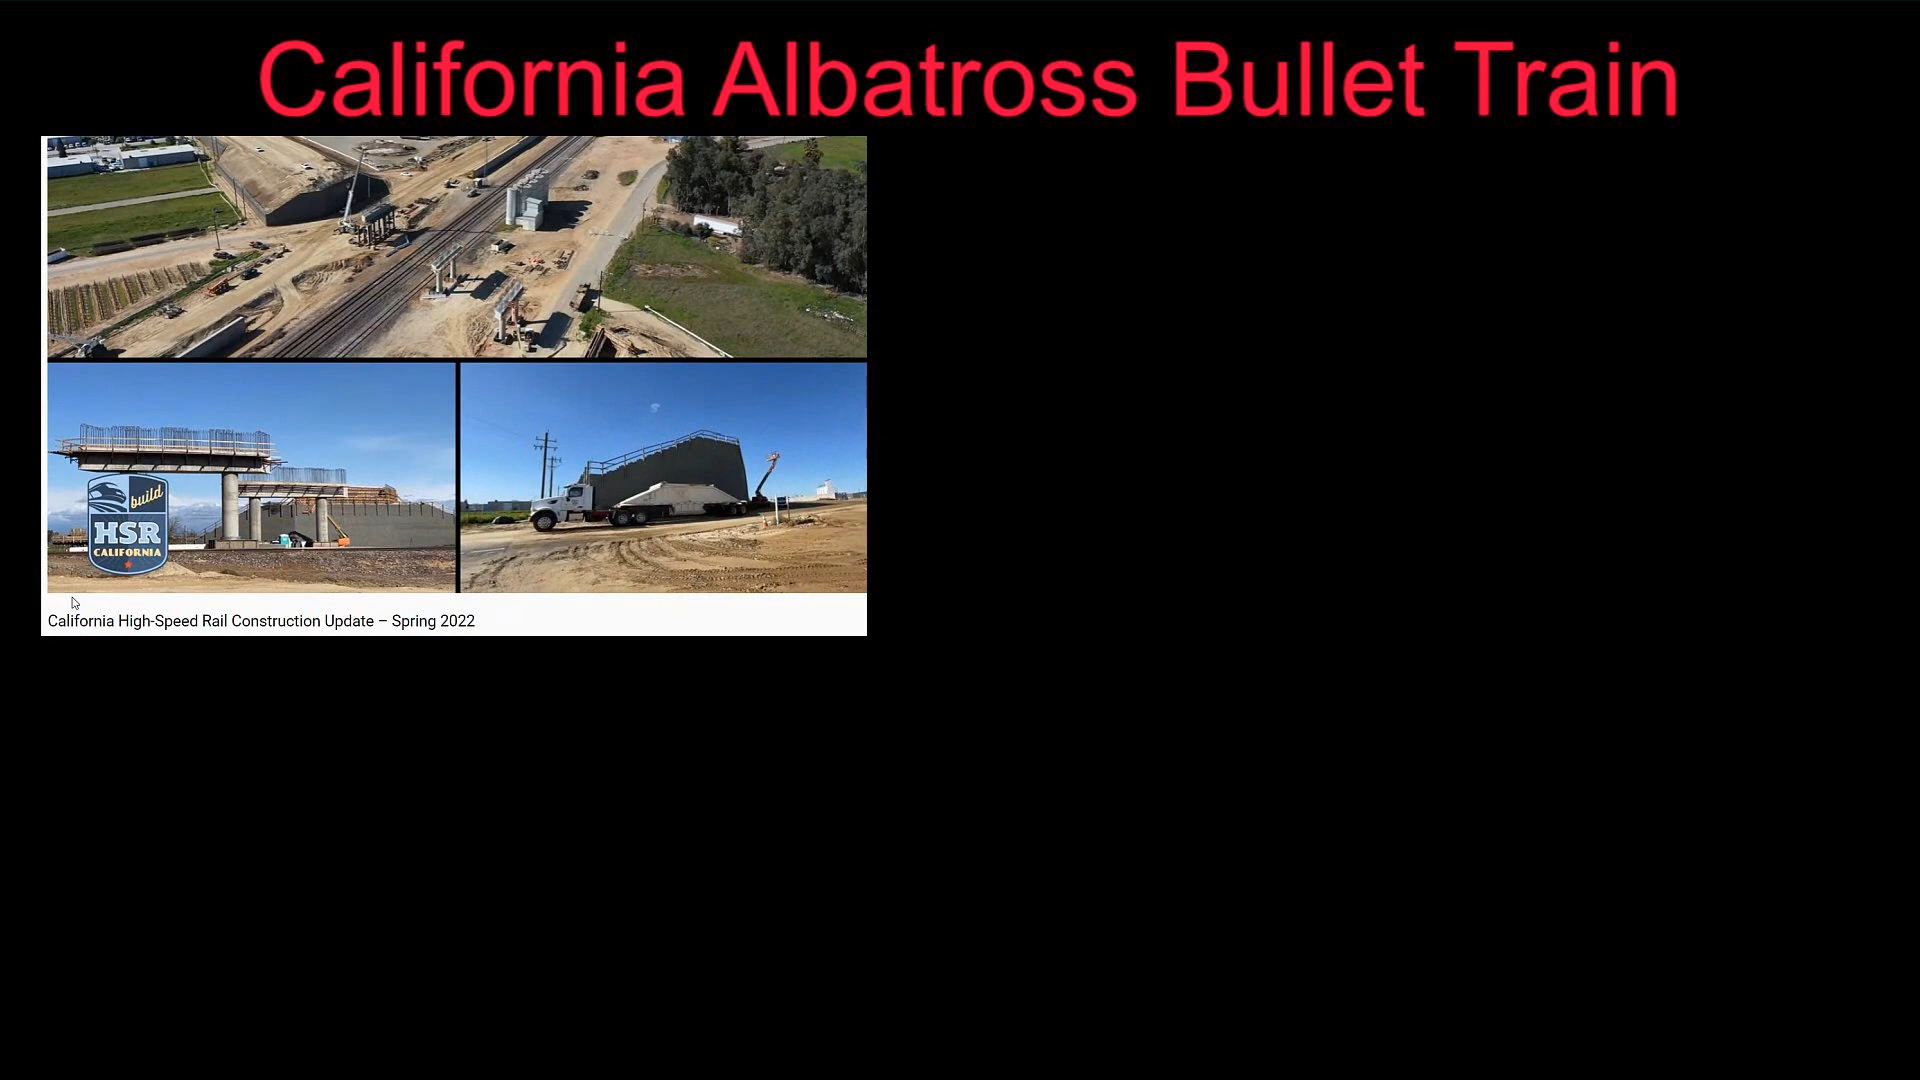 California Albatross Bullet Train
build
HSR
CALIFORNIA
California High-Speed Rail Construction Update – Spring 2022